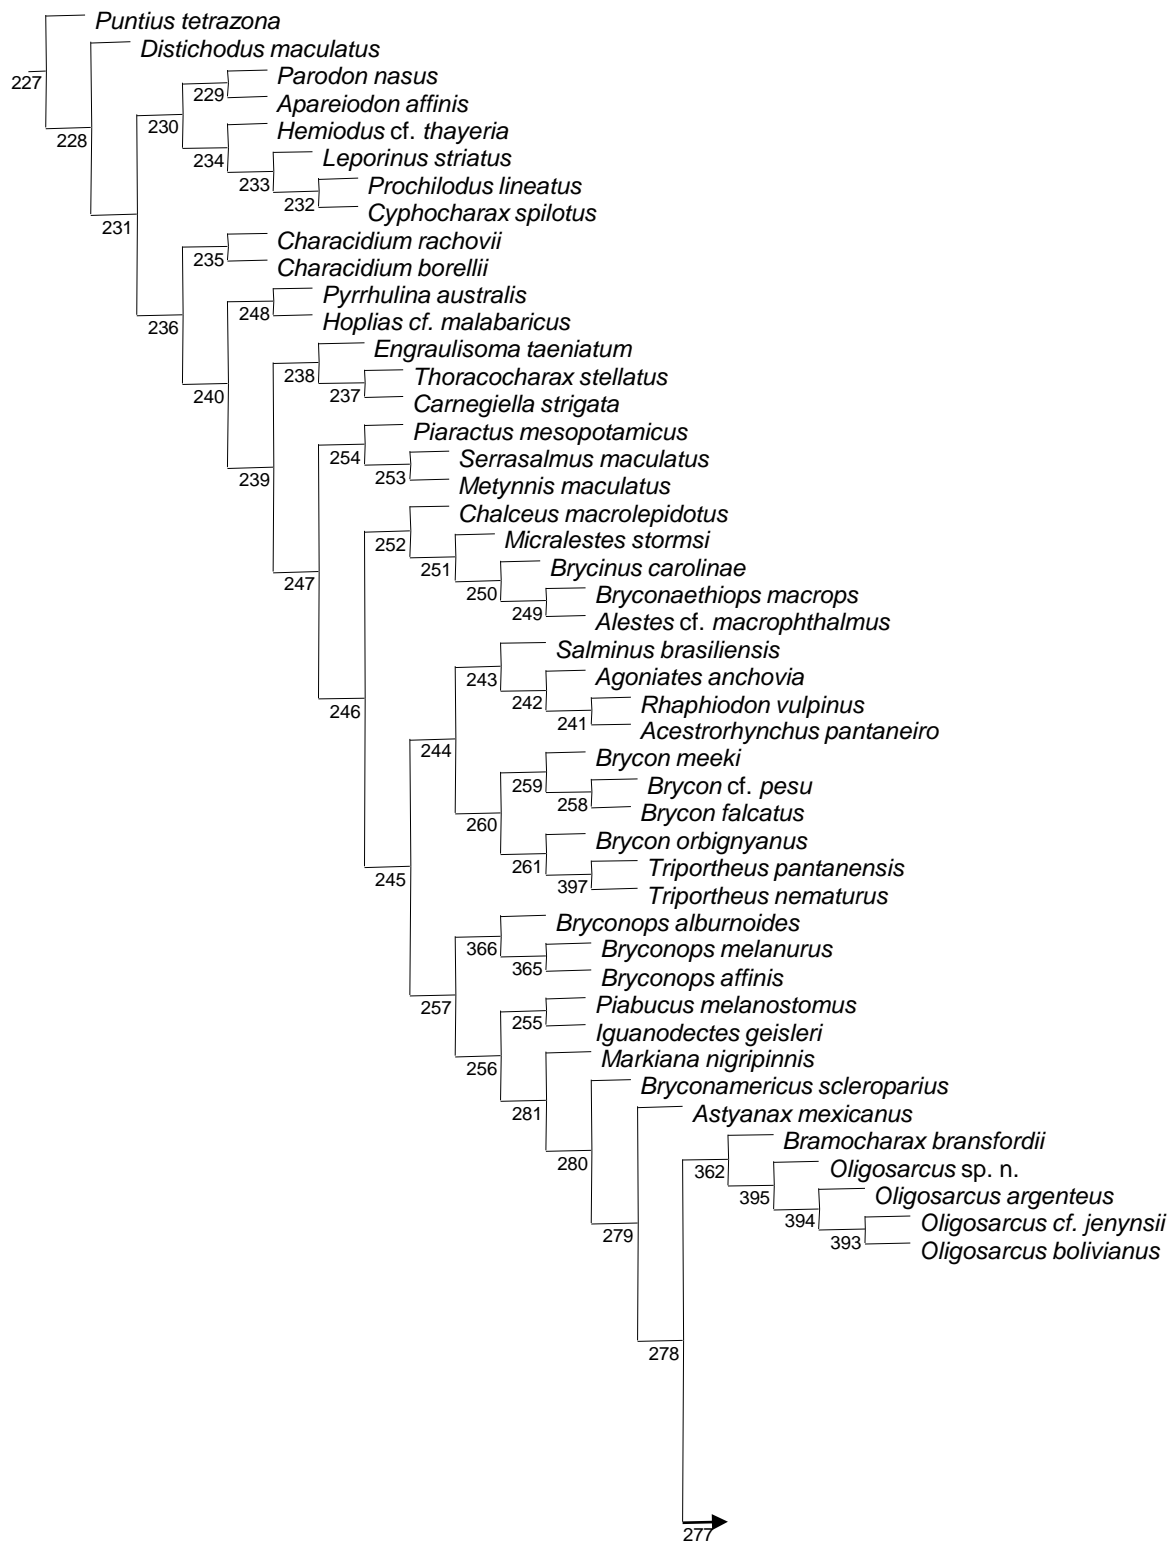 Puntius tetrazona
Distichodus maculatus
227
Parodon nasus
229
Apareiodon affinis
230
Hemiodus cf. thayeria
228
234
Leporinus striatus
233
Prochilodus lineatus
232
Cyphocharax spilotus
231
Characidium rachovii
235
Characidium borellii
Pyrrhulina australis
248
236
Hoplias cf. malabaricus
Engraulisoma taeniatum
238
Thoracocharax stellatus
240
237
Carnegiella strigata
Piaractus mesopotamicus
254
Serrasalmus maculatus
239
253
Metynnis maculatus
Chalceus macrolepidotus
252
Micralestes stormsi
251
Brycinus carolinae
247
250
Bryconaethiops macrops
249
Alestes cf. macrophthalmus
Salminus brasiliensis
243
Agoniates anchovia
242
Rhaphiodon vulpinus
246
241
Acestrorhynchus pantaneiro
244
Brycon meeki
259
Brycon cf. pesu
258
Brycon falcatus
260
Brycon orbignyanus
261
Triportheus pantanensis
245
397
Triportheus nematurus
Bryconops alburnoides
366
Bryconops melanurus
365
Bryconops affinis
257
Piabucus melanostomus
255
Iguanodectes geisleri
256
Markiana nigripinnis
Bryconamericus scleroparius
281
Astyanax mexicanus
Bramocharax bransfordii
280
362
Oligosarcus sp. n.
395
Oligosarcus argenteus
394
Oligosarcus cf. jenynsii
279
393
Oligosarcus bolivianus
278
277